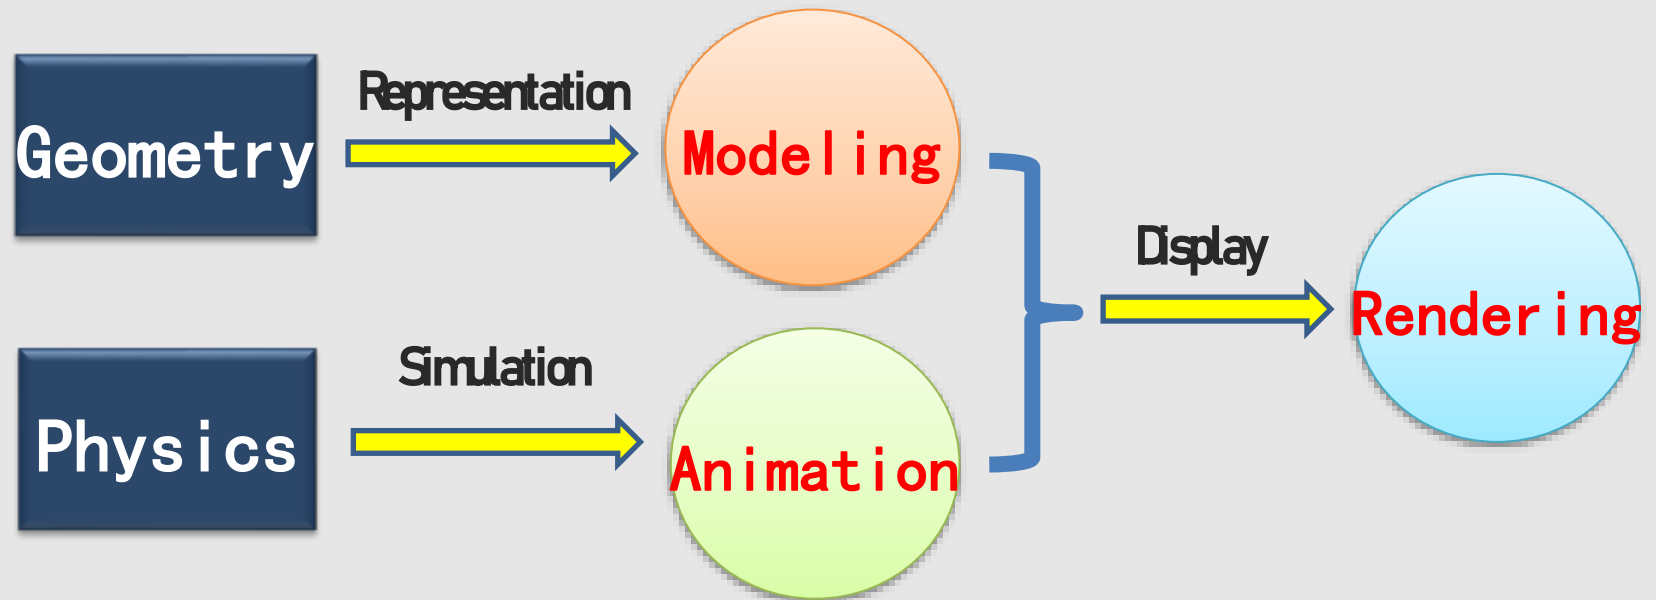 Geometry
Representation
Modeling
Physics
Simulation
Animation
Display
Rendering